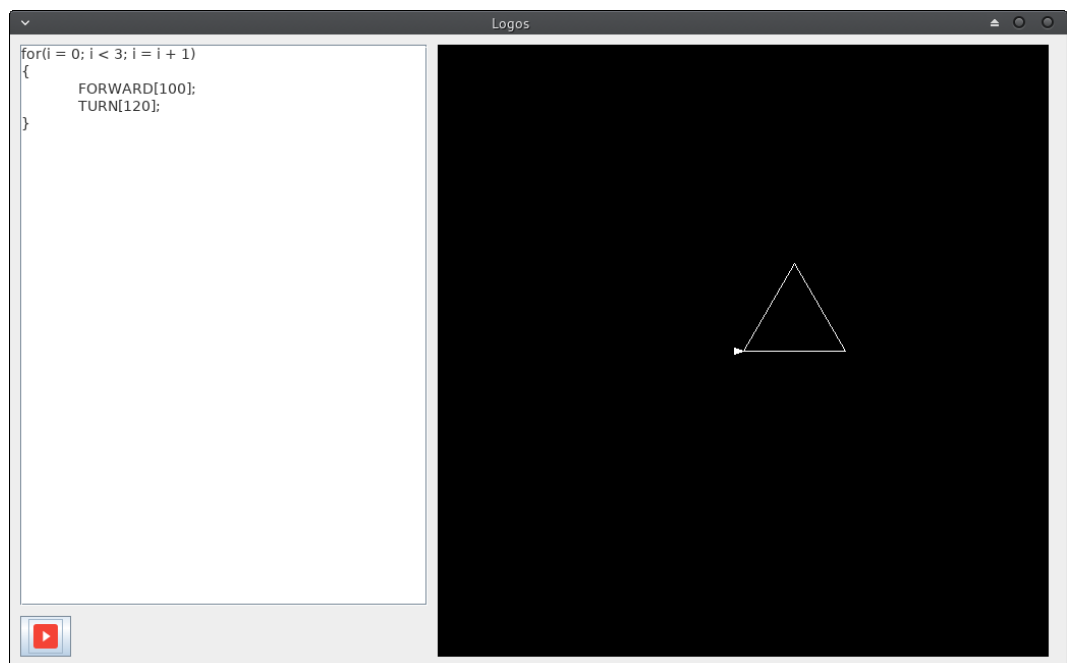 Logos
for(i = 0; i < 3; i = i + 1)
{
	FORWARD[100];
	TURN[120];
}